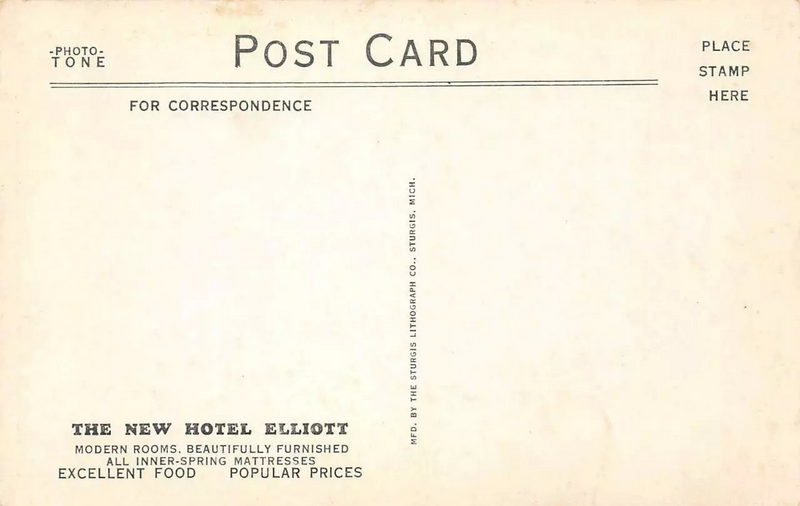 -PHOTO-
TONE
POST CARD
PLACE
STAMP
HERE
FOR CORRESPONDENCE
MFD. BY THE STURGIS LITHOGRAPH CO., STURGIS, MICH.
THE NEW HOTEL ELLIOTT
MODERN ROOMS, BEAUTIFULLY FURNISHED
ALL INNER-SPRING MATTRESSES
EXCELLENT FOOD POPULAR PRICES